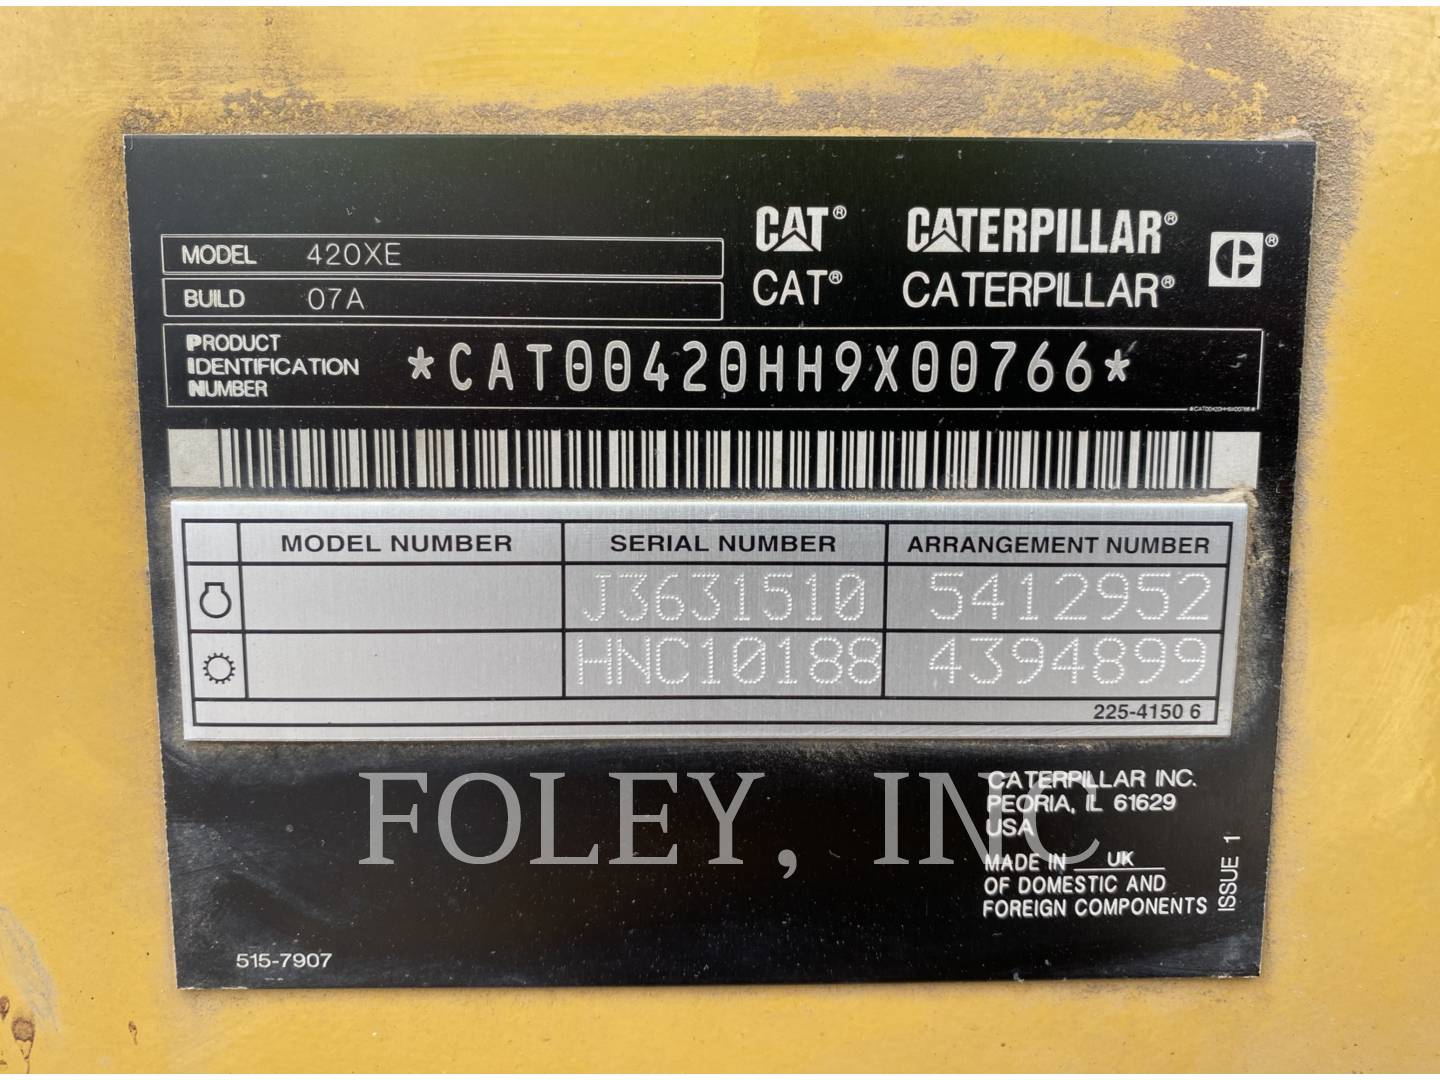 MODEL 420XE
BUILD 07A
CAT® CATERPILLAR®
CAT® CATERPILLAR®
C ®
PRODUCT
IDENTIFICATION
NUMBER
*CAT00420HH9X00766*
*CAT00420HH9X00766*
MODEL NUMBER SERIAL NUMBER ARRANGEMENT NUMBER
J3631510 5412952
HNC10188 4394899
225-4150 6
FOLEY, INC
CATERPILLAR INC.
PEORIA, IL 61629
USA
MADE IN UK
OF DOMESTIC AND
FOREIGN COMPONENTS
ISSUE 1
515-7907